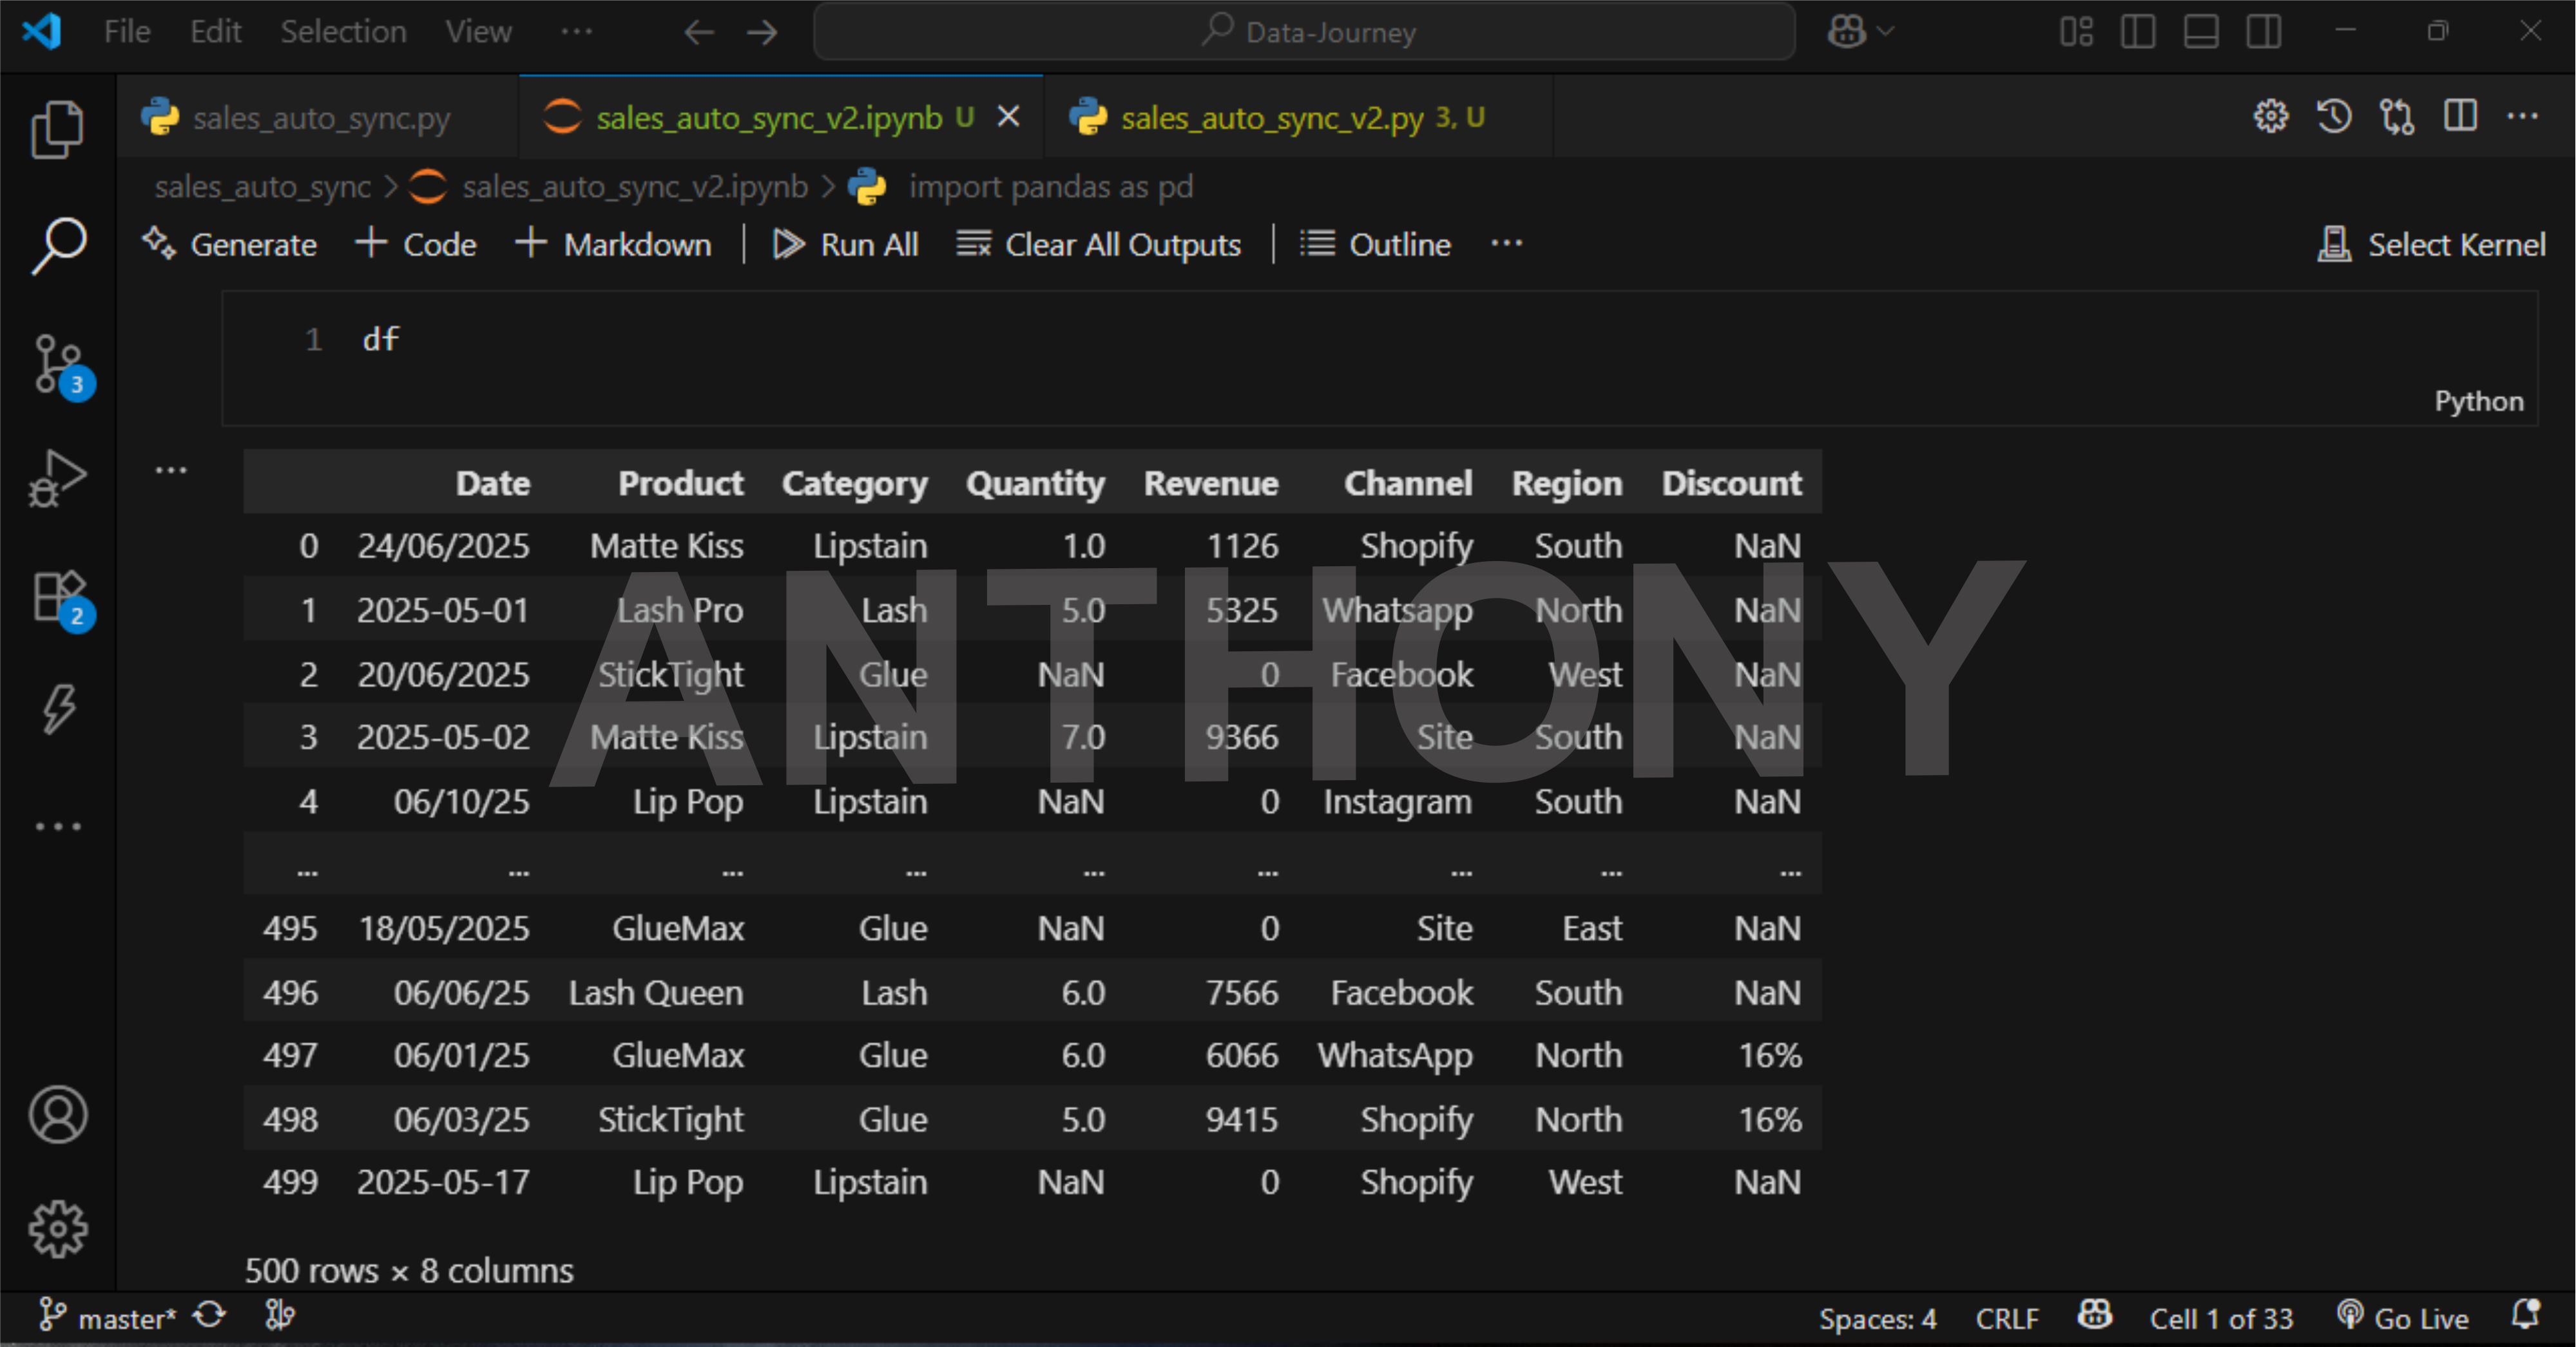 File Edit Selection View ... Data-Journey
sales_auto_sync.py sales_auto_sync_v2.ipynb U sales_auto_sync_v2.py 3, U
sales_auto_sync > sales_auto_sync_v2.ipynb > import pandas as pd
Generate + Code + Markdown | Run All Clear All Outputs | Outline ... Select Kernel
1 df
Python
3
2
Date Product Category Quantity Revenue Channel Region Discount
0 24/06/2025 Matte Kiss Lipstain 1.0 1126 Shopify South NaN
1 2025-05-01 Lash Pro Lash 5.0 5325 Whatsapp North NaN
2 20/06/2025 StickTight Glue NaN 0 Facebook West NaN
3 2025-05-02 Matte Kiss Lipstain 7.0 9366 Site South NaN
4 06/10/25 Lip Pop Lipstain NaN 0 Instagram South NaN
... ... ... ... ... ... ... ... ...
495 18/05/2025 GlueMax Glue NaN 0 Site East NaN
496 06/06/25 Lash Queen Lash 6.0 7566 Facebook South NaN
497 06/01/25 GlueMax Glue 6.0 6066 WhatsApp North 16%
498 06/03/25 StickTight Glue 5.0 9415 Shopify North 16%
499 2025-05-17 Lip Pop Lipstain NaN 0 Shopify West NaN
500 rows × 8 columns
ANTHONY
master* Spaces: 4 CRLF Cell 1 of 33 Go Live